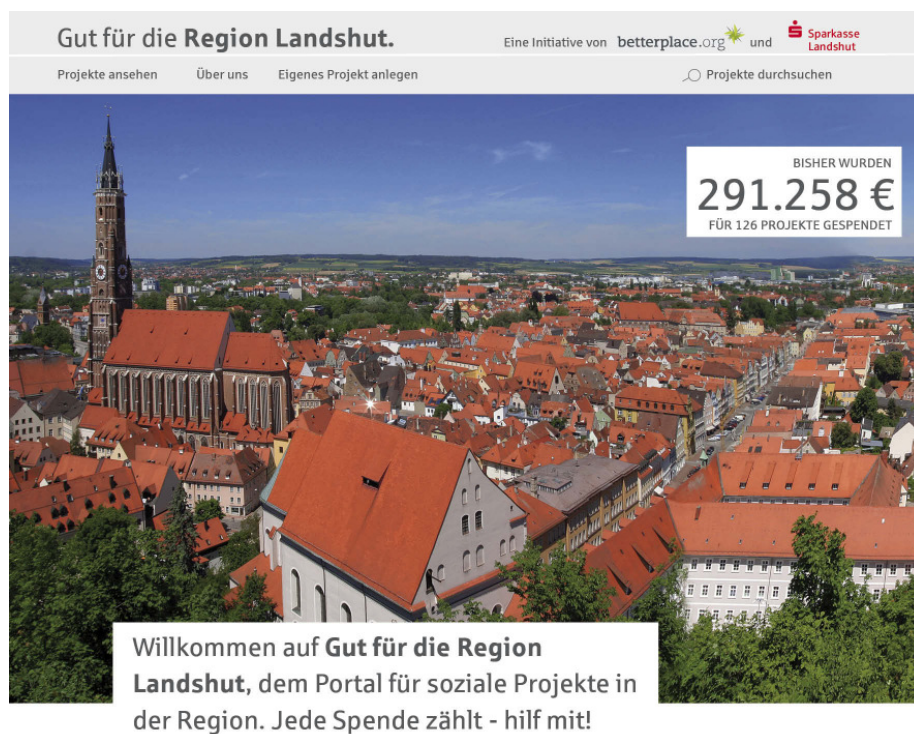 Gut für die Region Landshut.
Eine Initiative von betterplace.org und Sparkasse
Landshut
Projekte ansehen Über uns Eigenes Projekt anlegen Projekte durchsuchen
BISHER WURDEN
291.258 €
FÜR 126 PROJEKTE GESPENDET
Willkommen auf Gut für die Region
Landshut, dem Portal für soziale Projekte in
der Region. Jede Spende zählt - hilf mit!